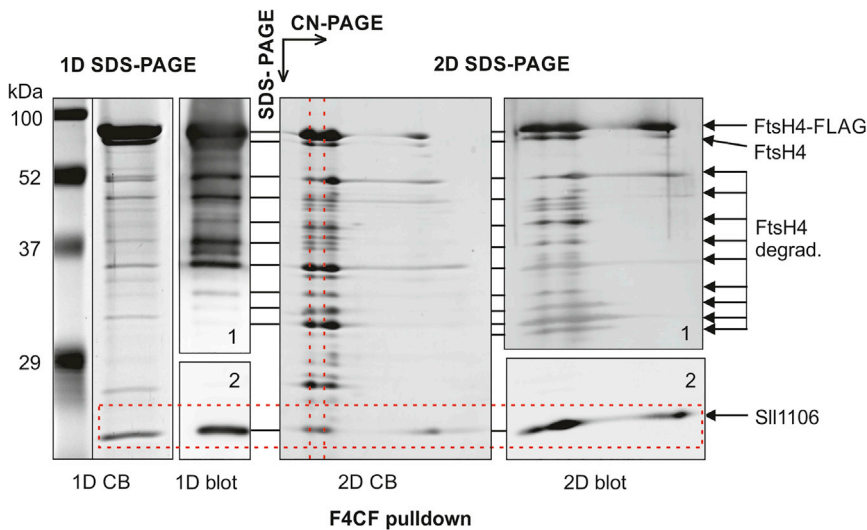 CN-PAGE
SDS- PAGE
1D SDS-PAGE
2D SDS-PAGE
kDa
100
52
37
29
1
2
1
2
FtsH4-FLAG
FtsH4
FtsH4
degrad.
Sll1106
1D CB
1D blot
2D CB
2D blot
F4CF pulldown